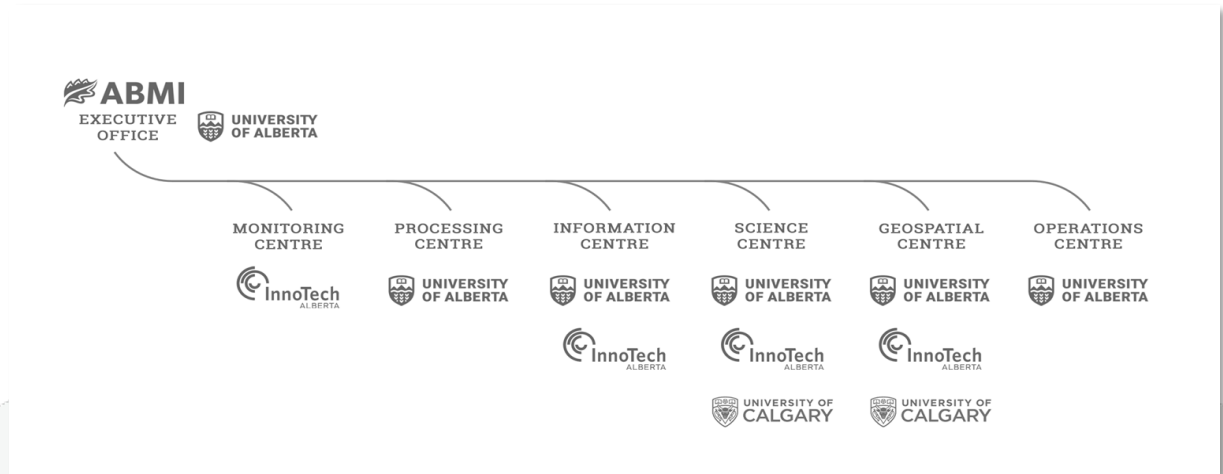 ABMI
EXECUTIVE
OFFICE
UNIVERSITY
OF ALBERTA
MONITORING
CENTRE
InnoTech
ALBERTA
PROCESSING
CENTRE
UNIVERSITY
OF ALBERTA
INFORMATION
CENTRE
UNIVERSITY
OF ALBERTA
InnoTech
ALBERTA
SCIENCE
CENTRE
UNIVERSITY
OF ALBERTA
InnoTech
ALBERTA
UNIVERSITY OF
CALGARY
GEOSPATIAL
CENTRE
UNIVERSITY
OF ALBERTA
InnoTech
ALBERTA
UNIVERSITY OF
CALGARY
OPERATIONS
CENTRE
UNIVERSITY
OF ALBERTA